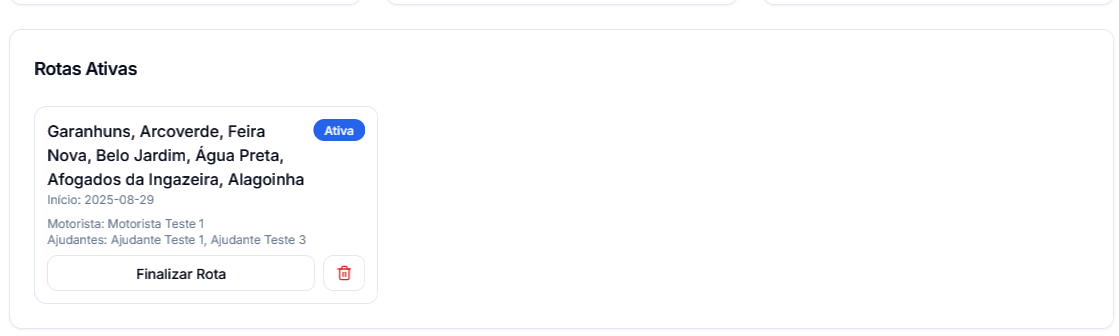 Rotas Ativas
Garanhuns, Arcoverde, Feira
Nova, Belo Jardim, Água Preta,
Afogados da Ingazeira, Alagoinha
Ativa
Início: 2025-08-29
Motorista: Motorista Teste 1
Ajudantes: Ajudante Teste 1, Ajudante Teste 3
Finalizar Rota